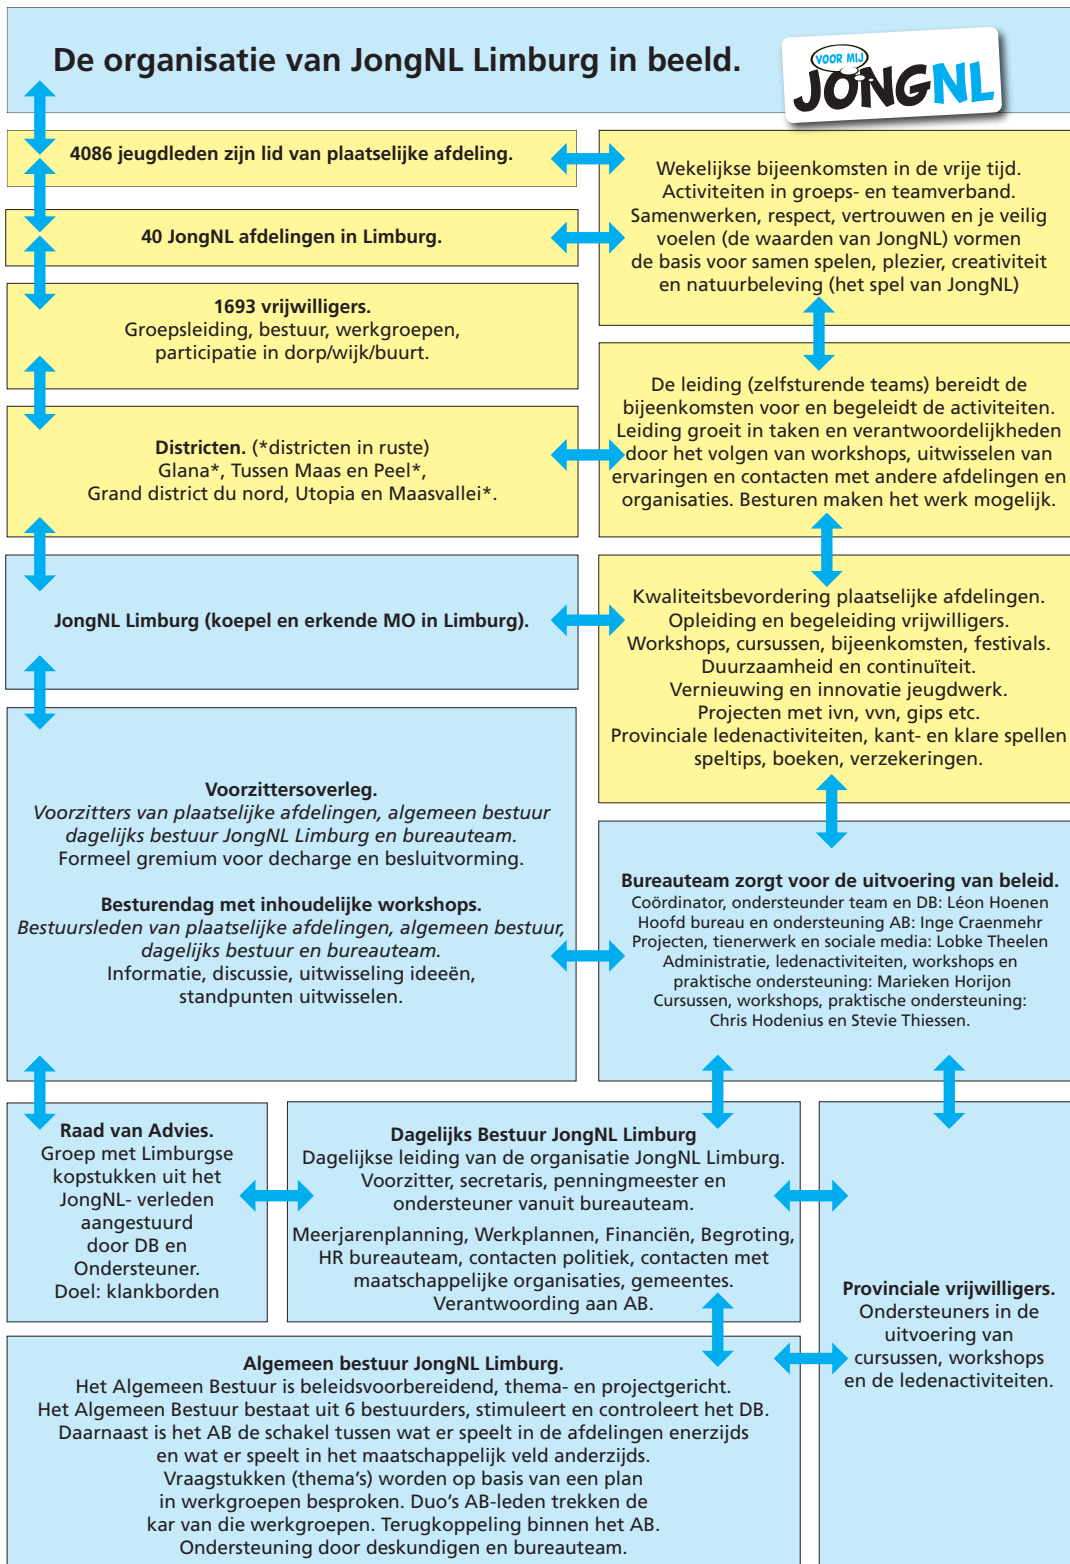 De organisatie van JongNL Limburg in beeld.
VOOR MIJ
JONGNL
4086 jeugdleden zijn lid van plaatselijke afdeling.
40 JongNL afdelingen in Limburg.
Wekelijkse bijeenkomsten in de vrije tijd.
Activiteiten in groeps- en teamverband.
Samenwerken, respect, vertrouwen en je veilig
voelen (de waarden van JongNL) vormen
de basis voor samen spelen, plezier, creativiteit
en natuurbeleving (het spel van JongNL)
1693 vrijwilligers.
Groepsleiding, bestuur, werkgroepen,
participatie in dorp/wijk/buurt.
De leiding (zelfsturende teams) bereidt de
bijeenkomsten voor en begeleidt de activiteiten.
Leiding groeit in taken en verantwoordelijkheden
door het volgen van workshops, uitwisselen van
ervaringen en contacten met andere afdelingen en
organisaties. Besturen maken het werk mogelijk.
Districten. (*districten in ruste)
Glana*, Tussen Maas en Peel*,
Grand district du nord, Utopia en Maasvallei*.
JongNL Limburg (koepel en erkende MO in Limburg).
Kwaliteitsbevordering plaatselijke afdelingen.
Opleiding en begeleiding vrijwilligers.
Workshops, cursussen, bijeenkomsten, festivals.
Duurzaamheid en continuïteit.
Vernieuwing en innovatie jeugdwerk.
Projecten met ivn, vvn, gips etc.
Provinciale ledenactiviteiten, kant- en klare spellen
speltips, boeken, verzekeringen.
Voorzittersoverleg.
Voorzitters van plaatselijke afdelingen, algemeen bestuur
dagelijks bestuur JongNL Limburg en bureauteam.
Formeel gremium voor decharge en besluitvorming.
Besturendag met inhoudelijke workshops.
Bestuursleden van plaatselijke afdelingen, algemeen bestuur,
dagelijks bestuur en bureauteam.
Informatie, discussie, uitwisseling ideeën,
standpunten uitwisselen.
Bureauteam zorgt voor de uitvoering van beleid.
Coördinator, ondersteunder team en DB: Léon Hoenen
Hoofd bureau en ondersteuning AB: Inge Craenmehr
Projecten, tienerwerk en sociale media: Lobke Theelen
Administratie, ledenactiviteiten, workshops en
praktische ondersteuning: Marieken Horijon
Cursussen, workshops, praktische ondersteuning:
Chris Hodenius en Stevie Thiessen.
Raad van Advies.
Groep met Limburgse
kopstukken uit het
JongNL- verleden
aangestuurd
door DB en
Ondersteuner.
Doel: klankborden
Dagelijks Bestuur JongNL Limburg
Dagelijkse leiding van de organisatie JongNL Limburg.
Voorzitter, secretaris, penningmeester en
ondersteuner vanuit bureauteam.
Meerjarenplanning, Werkplannen, Financiën, Begroting,
HR bureauteam, contacten politiek, contacten met
maatschappelijke organisaties, gemeentes.
Verantwoording aan AB.
Provinciale vrijwilligers.
Ondersteuners in de
uitvoering van
cursussen, workshops
en de ledenactiviteiten.
Algemeen bestuur JongNL Limburg.
Het Algemeen Bestuur is beleidsvoorbereidend, thema- en projectgericht.
Het Algemeen Bestuur bestaat uit 6 bestuurders, stimuleert en controleert het DB.
Daarnaast is het AB de schakel tussen wat er speelt in de afdelingen enerzijds
en wat er speelt in het maatschappelijk veld anderzijds.
Vraagstukken (thema's) worden op basis van een plan
in werkgroepen besproken. Duo's AB-leden trekken de
kar van die werkgroepen. Terugkoppeling binnen het AB.
Ondersteuning door deskundigen en bureauteam.